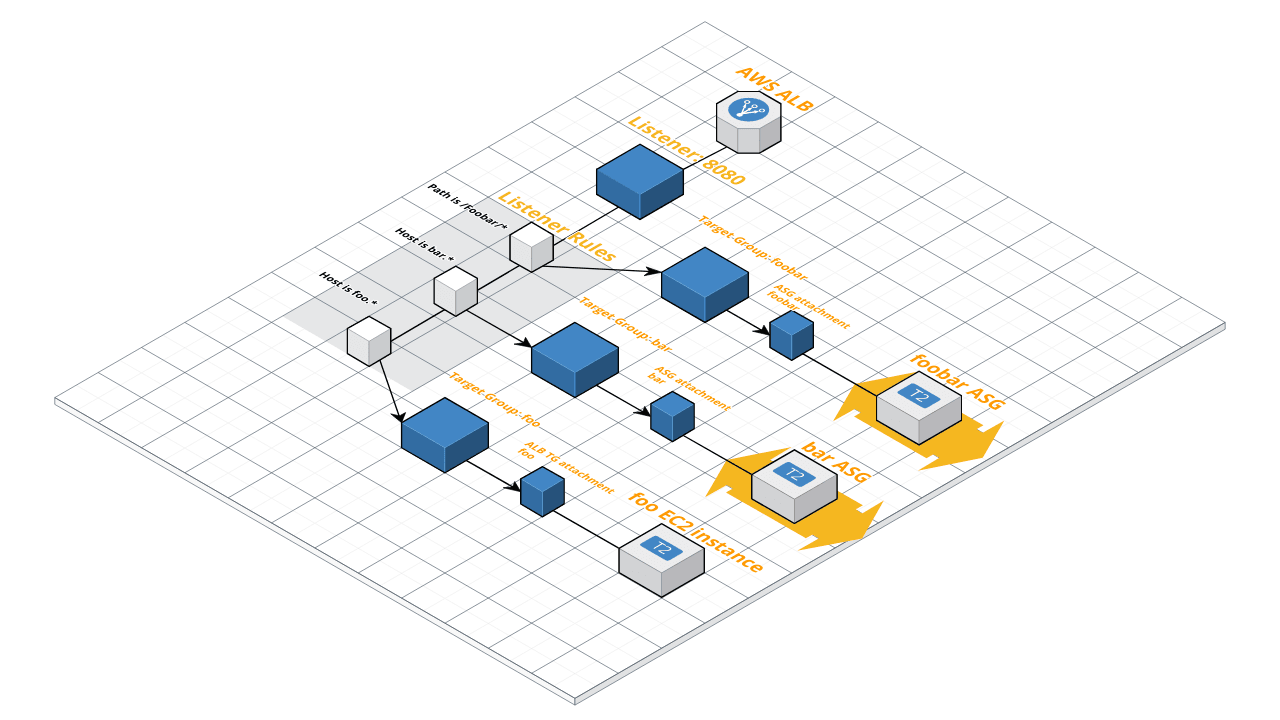 AWS ALB
Listener: 8080
Listener Rules
Path is /Foobar/*
Host is bar.*
Host is foo.*
Target-Group:-foobar
ASG attachment
foobar
foobar ASG
T2
Target-Group:-bar
ASG attachment
bar
bar ASG
T2
Target-Group:-foo
ALB TG attachment
foo
foo EC2 instance
T2